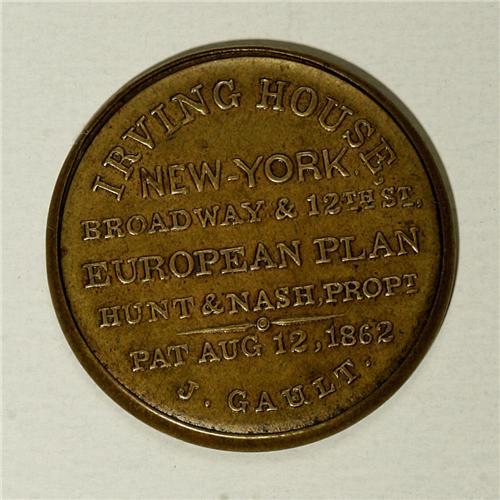 IRVING HOUSE,
NEW-YORK.
BROADWAY & 12TH ST,
EUROPEAN PLAN
HUNT & NASH, PROPT
PAT AUG 12, 1862
J. GAULT.